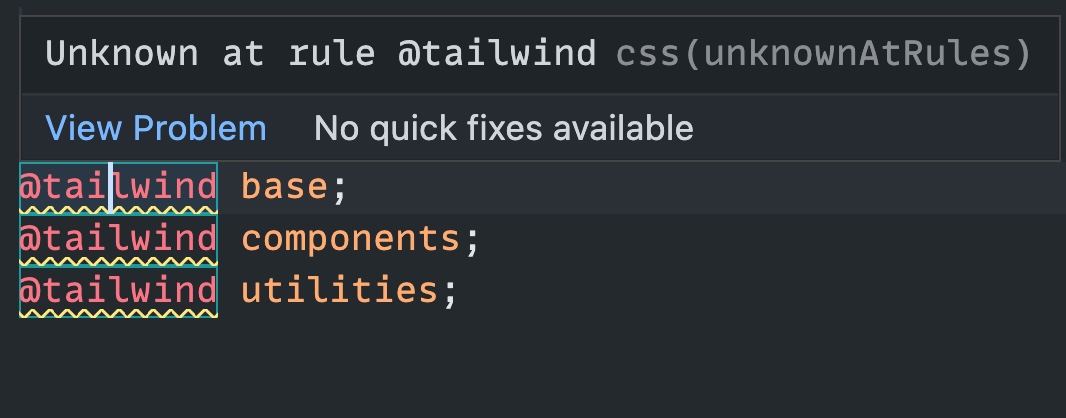 Unknown at rule @tailwind css(unknownAtRules)
View Problem No quick fixes available
@tailwind base;
@tailwind components;
@tailwind utilities;